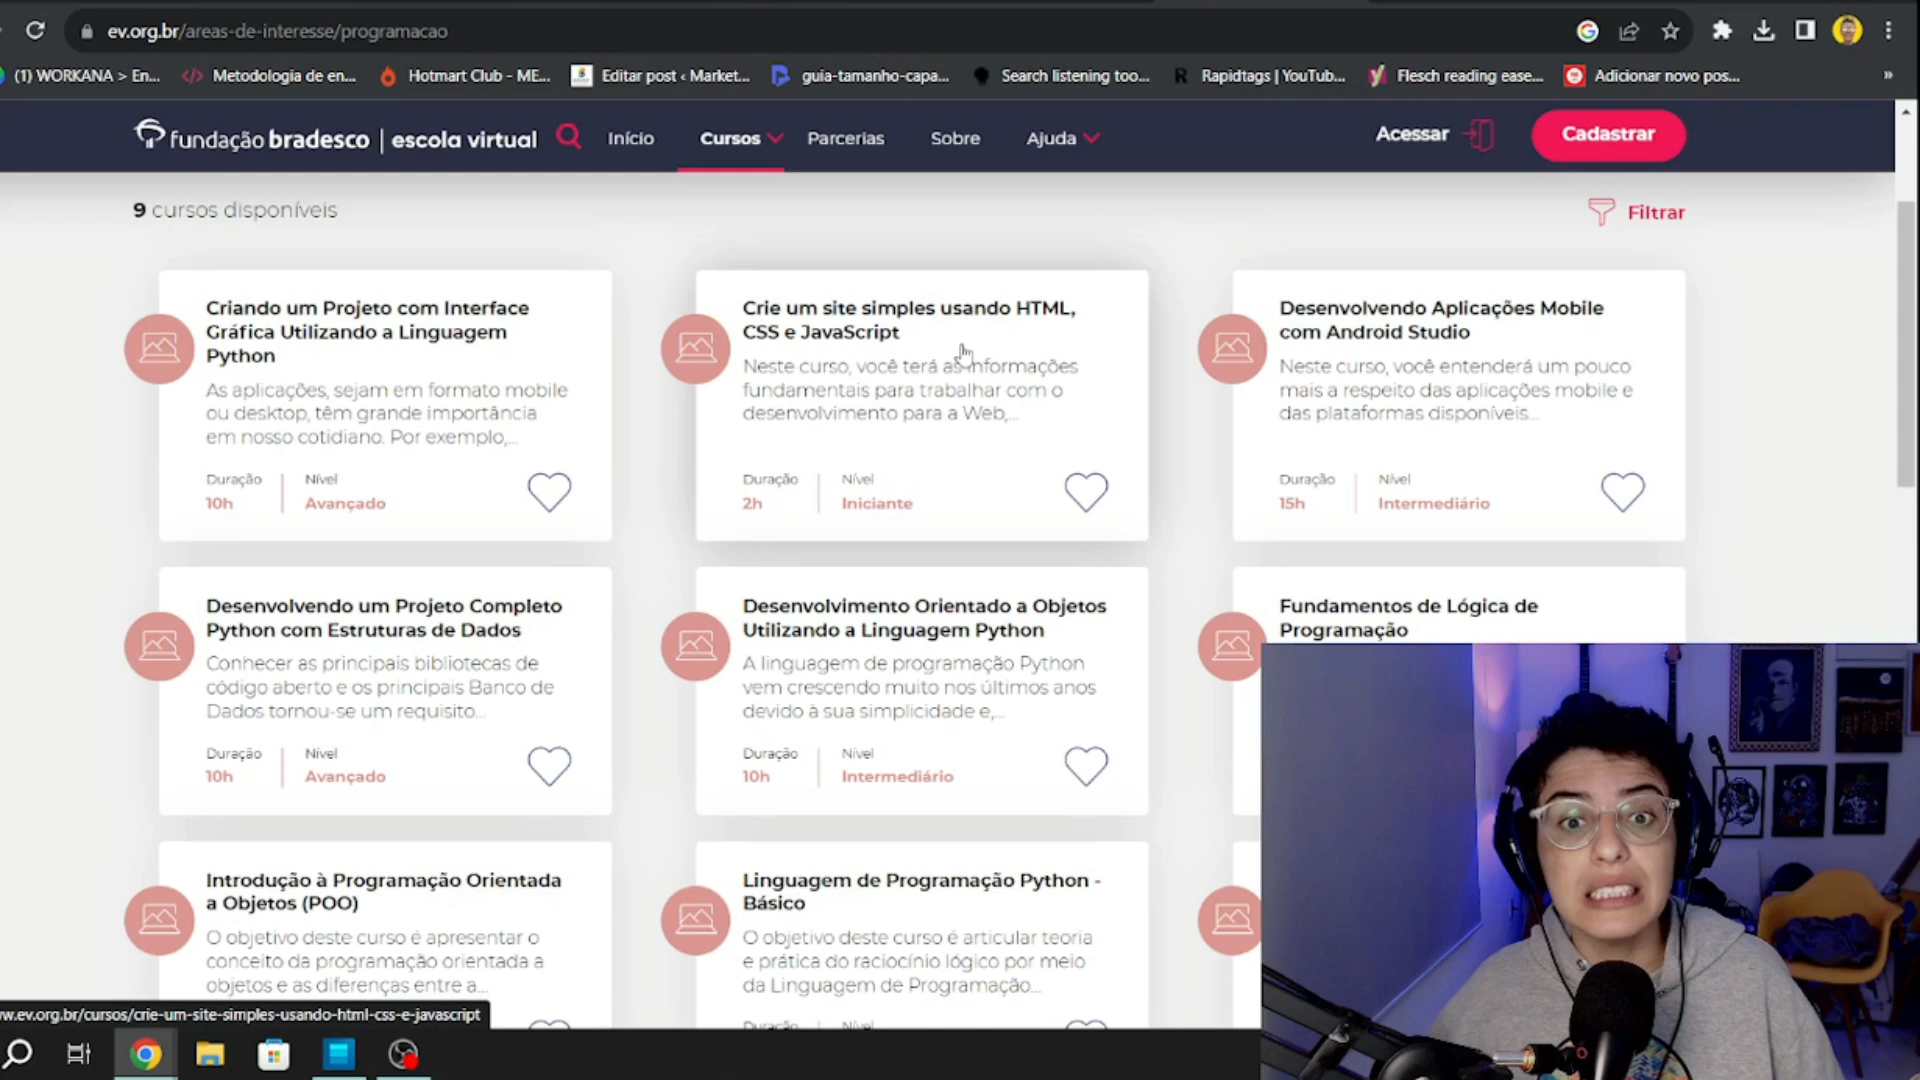 ev.org.br/areas-de-interesse/programacao
(1) WORKANA > En...
Metodologia de en...
Hotmart Club - ME...
Editar post ‹ Market...
guia-tamanho-capa...
Search listening too...
Rapidtags | YouTub...
Flesch reading ease...
Adicionar novo pos...
»
fundação bradesco | escola virtual
Início
Cursos
Parcerias
Sobre
Ajuda
Acessar
Cadastrar
9 cursos disponíveis
Filtrar
Criando um Projeto com Interface
Gráfica Utilizando a Linguagem
Python
As aplicações, sejam em formato mobile
ou desktop, têm grande importância
em nosso cotidiano. Por exemplo,...
Duração
Nível
10h
Avançado
Crie um site simples usando HTML,
CSS e JavaScript
Neste curso, você terá as informações
fundamentais para trabalhar com o
desenvolvimento para a Web,...
Duração
Nível
2h
Iniciante
Desenvolvendo Aplicações Mobile
com Android Studio
Neste curso, você entenderá um pouco
mais a respeito das aplicações mobile e
das plataformas disponíveis...
Duração
Nível
15h
Intermediário
Desenvolvendo um Projeto Completo
Python com Estruturas de Dados
Conhecer as principais bibliotecas de
código aberto e os principais Banco de
Dados tornou-se um requisito...
Duração
Nível
10h
Avançado
Desenvolvimento Orientado a Objetos
Utilizando a Linguagem Python
A linguagem de programação Python
vem crescendo muito nos últimos anos
devido à sua simplicidade e,...
Duração
Nível
10h
Intermediário
Fundamentos de Lógica de
Programação
Introdução à Programação Orientada
a Objetos (POO)
O objetivo deste curso é apresentar o
conceito da programação orientada a
objetos e as diferenças entre a...
Linguagem de Programação Python -
Básico
O objetivo deste curso é articular teoria
e prática do raciocínio lógico por meio
da Linguagem de Programação...
Duração
Nível
w.ev.org.br/cursos/crie-um-site-simples-usando-html-css-e-javascript